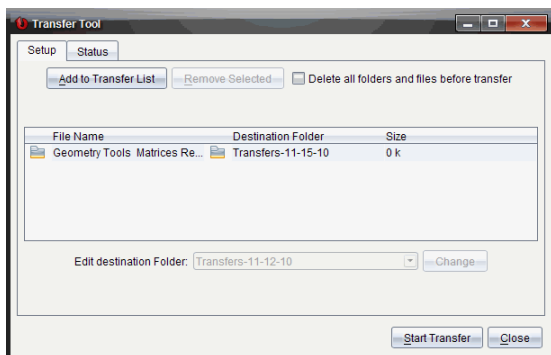 Transfer Tool
Setup Status
Add to Transfer List Remove Selected Delete all folders and files before transfer
File Name Destination Folder Size
Geometry Tools Matrices Re... Transfers-11-15-10 0 k
Edit destination Folder: Transfers-11-12-10 Change
Start Transfer Close